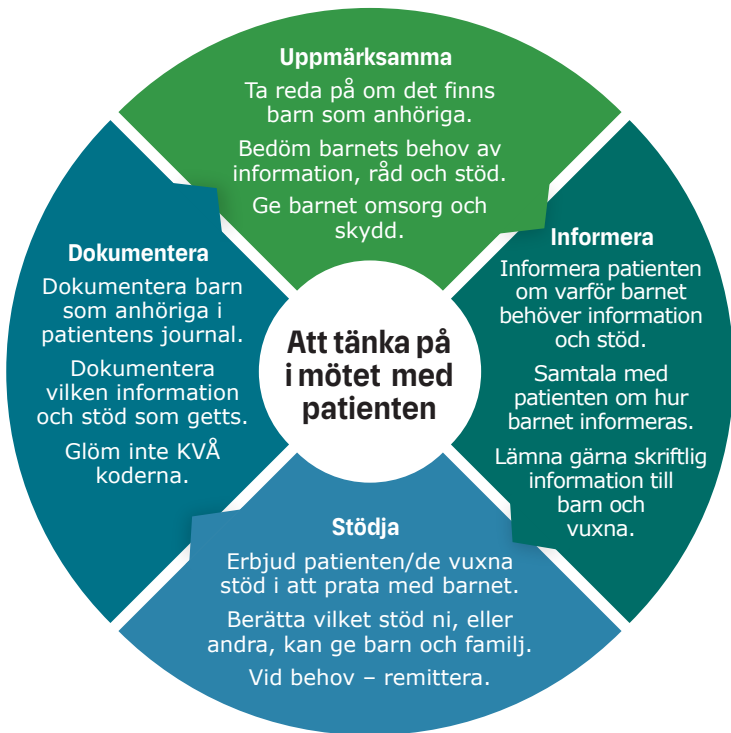 Uppmärksamma
Ta reda på om det finns
barn som anhöriga.
Bedöm barnets behov av
information, råd och stöd.
Ge barnet omsorg och
skydd.
Informera
Informera patienten
om varför barnet
behöver information
och stöd.
Samtala med
patienten om hur
barnet informeras.
Lämna gärna skriftlig
information till
barn och
vuxna.
Stödja
Erbjud patienten/de vuxna
stöd i att prata med barnet.
Berätta vilket stöd ni, eller
andra, kan ge barn och familj.
Vid behov – remittera.
Dokumentera
Dokumentera barn
som anhöriga i
patientens journal.
Dokumentera
vilken information
och stöd som getts.
Glöm inte KVÅ
koderna.
Att tänka på
i mötet med
patienten